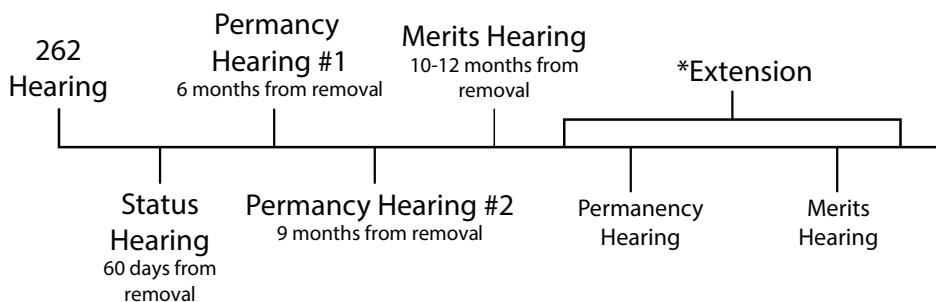 262
Hearing
Permancy
Hearing #1
6 months from removal
Merits Hearing
10-12 months from
removal
*Extension
Status
Hearing
60 days from
removal
Permancy Hearing #2
9 months from removal
Permanency
Hearing
Merits
Hearing